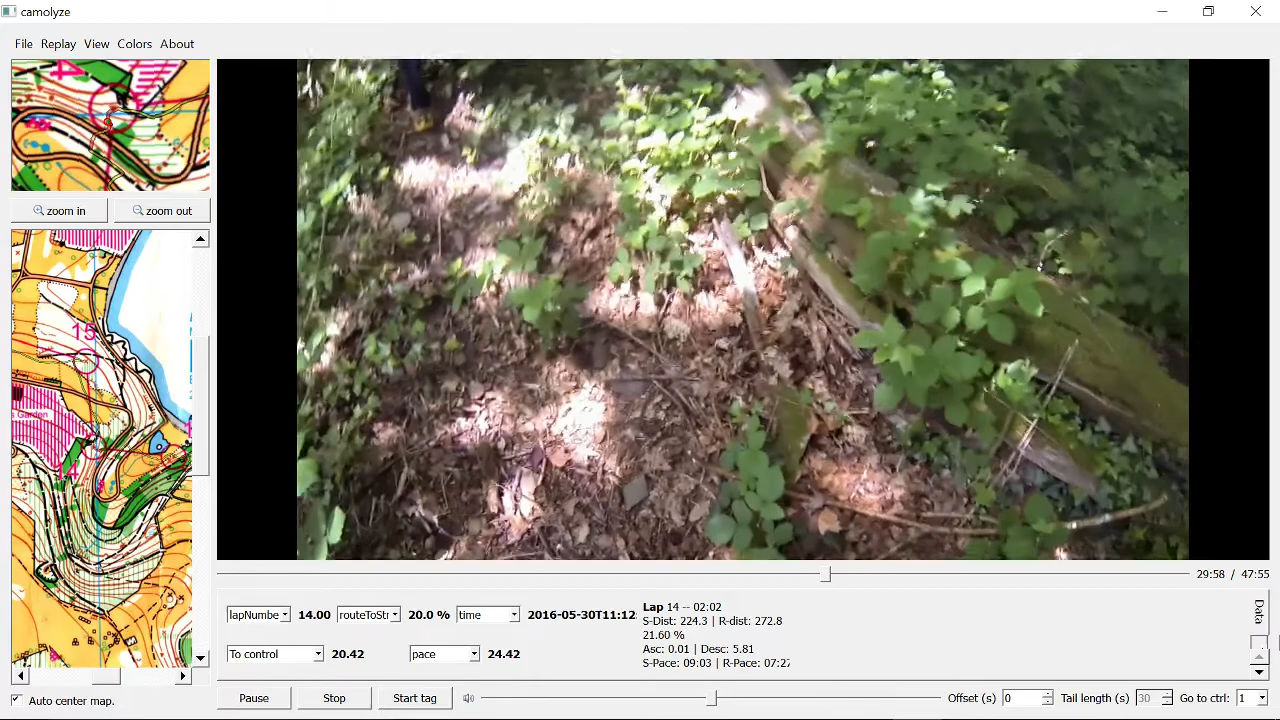 camolyze
File Replay View Colors About
4
zoom in zoom out
15
s Garden
14
29:58 / 47:55
lapNumbe 14.00 routeToStr 20.0 % time 2016-05-30T11:12:
To control 20.42 pace 24.42
Lap 14 -- 02:02
S-Dist: 224.3 | R-dist: 272.8
21.60 %
Asc: 0.01 | Desc: 5.81
S-Pace: 09:03 | R-Pace: 07:27
Data
Auto center map.
Pause Stop Start tag Offset (s) 0 Tail length (s) 30 Go to ctrl: 1